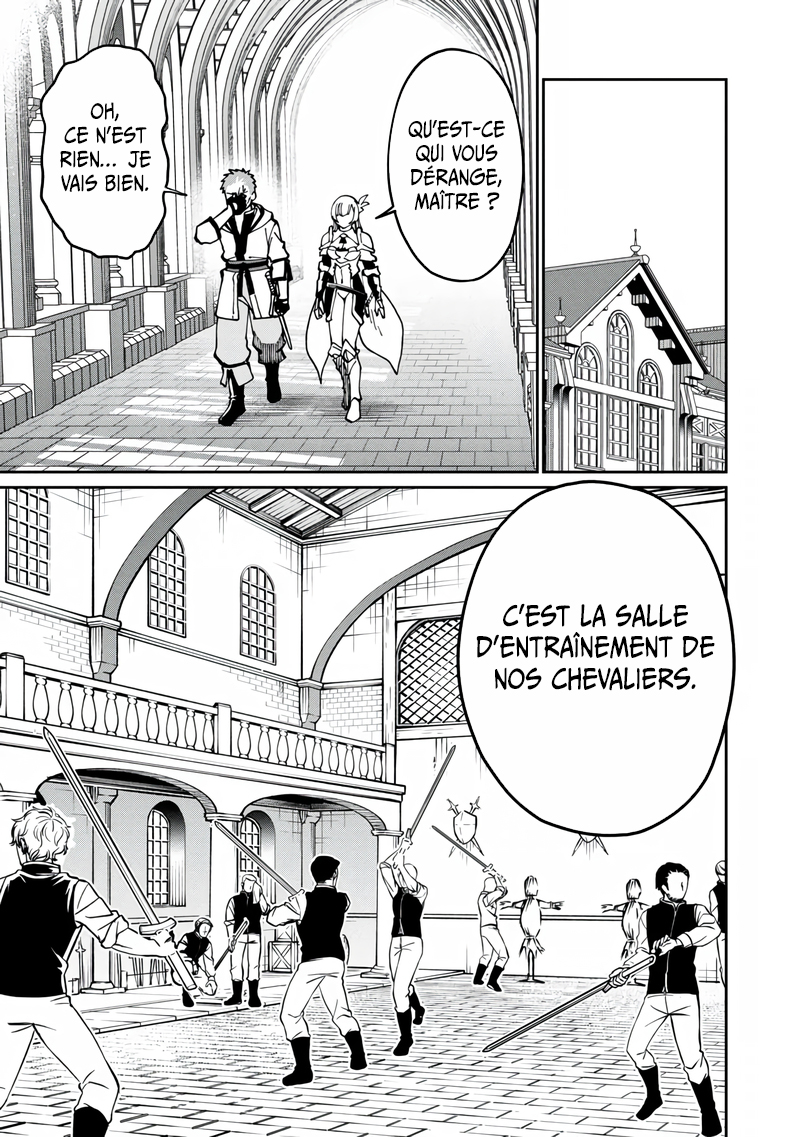 QU'EST-CE
QUI VOUS
DÉRANGE,
MAÎTRE ?
OH,
CE N'EST
RIEN... JE
VAIS BIEN.
C'EST LA SALLE
D'ENTRAÎNEMENT DE
NOS CHEVALIERS.